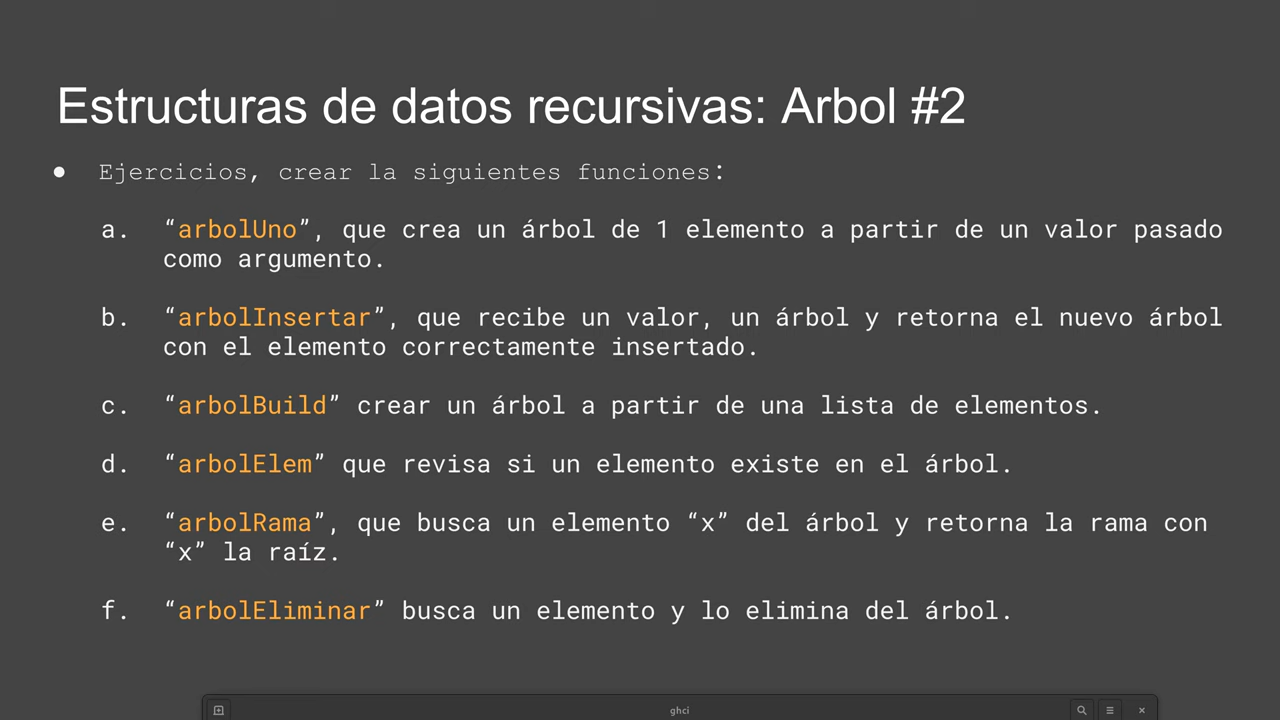 Estructuras de datos recursivas: Arbol #2
● Ejercicios, crear la siguientes funciones:
a. “arbolUno”, que crea un árbol de 1 elemento a partir de un valor pasado
como argumento.
b. “arbolInsertar”, que recibe un valor, un árbol y retorna el nuevo árbol
con el elemento correctamente insertado.
c. “arbolBuild” crear un árbol a partir de una lista de elementos.
d. “arbolElem” que revisa si un elemento existe en el árbol.
e. “arbolRama”, que busca un elemento “x” del árbol y retorna la rama con
“x” la raíz.
f. “arbolEliminar” busca un elemento y lo elimina del árbol.
ghci